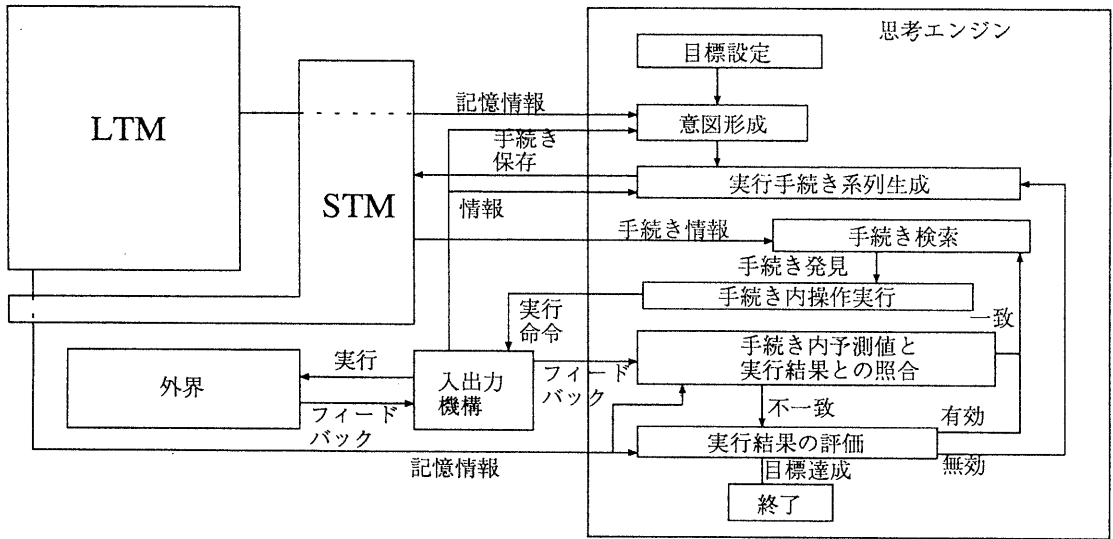 思考エンジン
目標設定
LTM
記憶情報
意図形成
手続き
保存
実行手続き系列生成
STM
情報
手続き情報
手続き検索
手続き発見
手続き内操作実行
実行
命令
一致
手続き内予測値と
実行結果との照合
外界
実行
入出力
機構
フィード
バック
フィード
バック
不一致
有効
実行結果の評価
無効
記憶情報
目標達成
終了